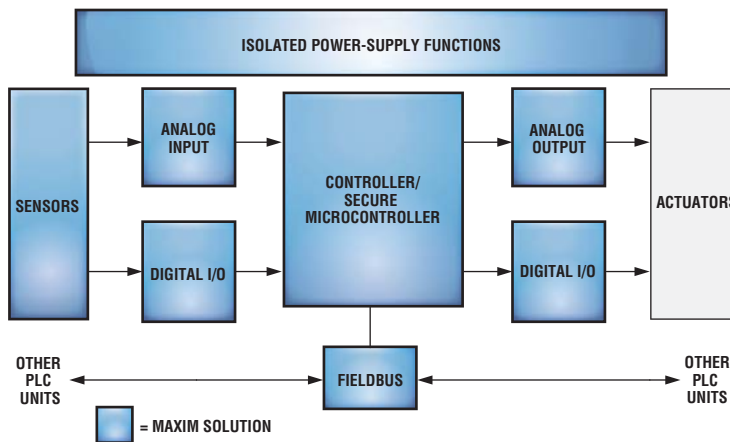 ISOLATED POWER-SUPPLY FUNCTIONS
SENSORS
ANALOG
INPUT
DIGITAL I/O
CONTROLLER/
SECURE
MICROCONTROLLER
ANALOG
OUTPUT
DIGITAL I/O
ACTUATORS
OTHER
PLC
UNITS
FIELDBUS
OTHER
PLC
UNITS
= MAXIM SOLUTION